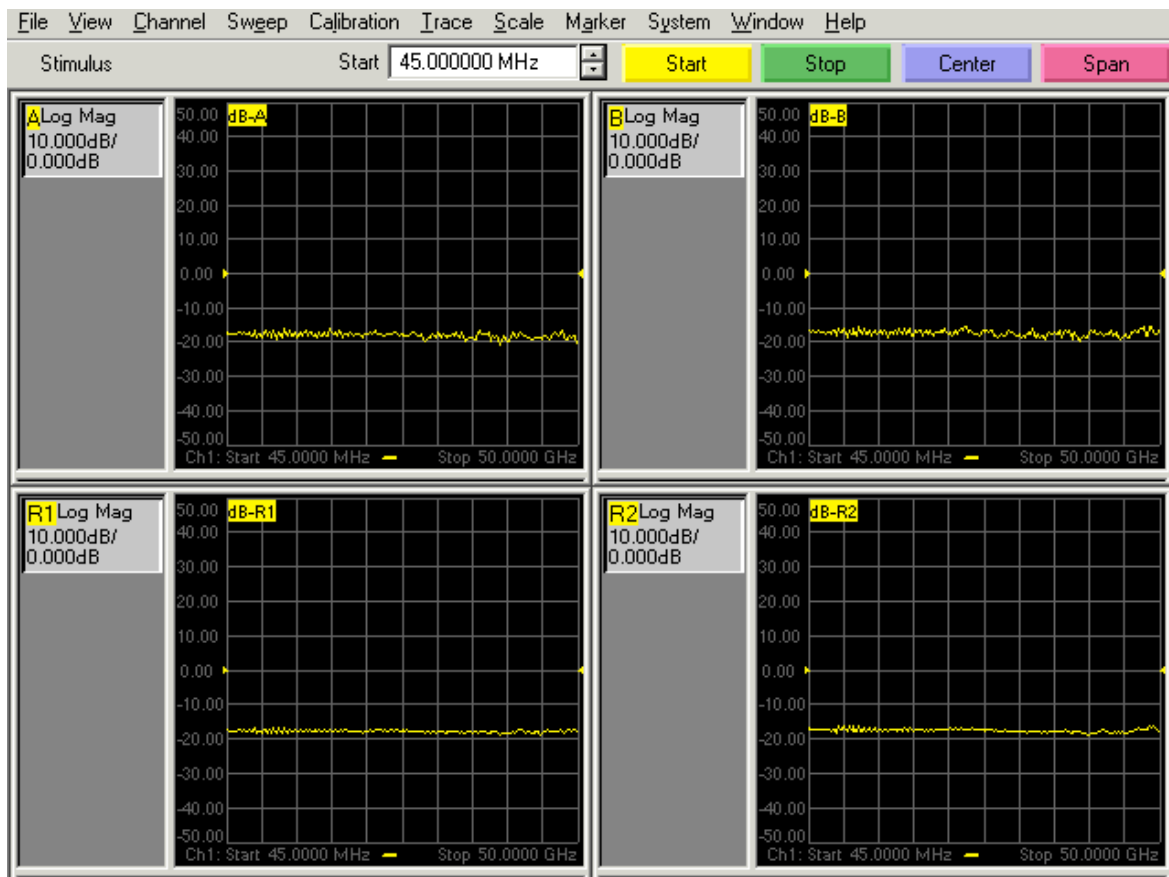 File View Channel Sweep Calibration Trace Scale Marker System Window Help
Stimulus Start 45.000000 MHz Start Stop Center Span
A Log Mag
10.000dB/
0.000dB
50.00 dB-A
40.00
30.00
20.00
10.00
0.00
-10.00
-20.00
-30.00
-40.00
-50.00
Ch1: Start 45.0000 MHz Stop 50.0000 GHz
B Log Mag
10.000dB/
0.000dB
50.00 dB-B
40.00
30.00
20.00
10.00
0.00
-10.00
-20.00
-30.00
-40.00
-50.00
Ch1: Start 45.0000 MHz Stop 50.0000 GHz
R1 Log Mag
10.000dB/
0.000dB
50.00 dB-R1
40.00
30.00
20.00
10.00
0.00
-10.00
-20.00
-30.00
-40.00
-50.00
Ch1: Start 45.0000 MHz Stop 50.0000 GHz
R2 Log Mag
10.000dB/
0.000dB
50.00 dB-R2
40.00
30.00
20.00
10.00
0.00
-10.00
-20.00
-30.00
-40.00
-50.00
Ch1: Start 45.0000 MHz Stop 50.0000 GHz